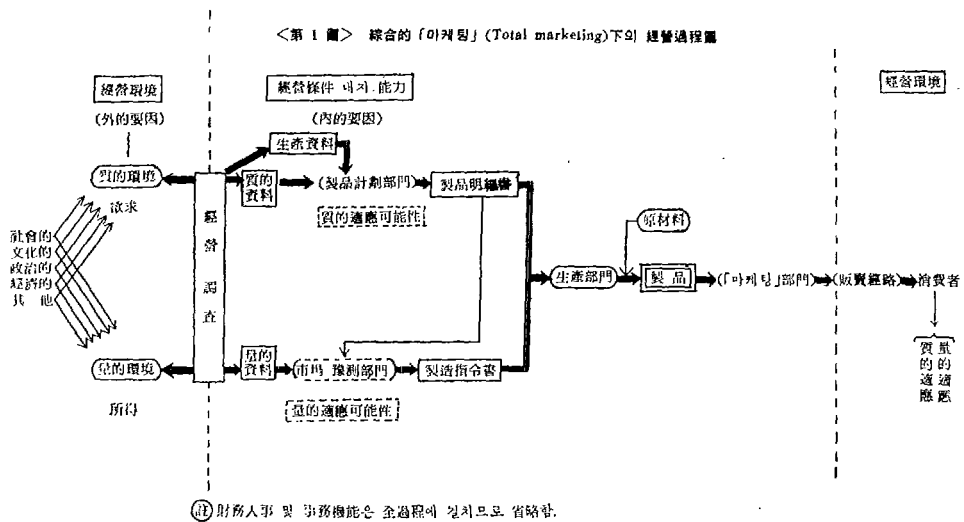 <第 1 圖> 綜合的「마케팅」(Total marketing)下의 經營過程圖
經營環境
(外的要因)
經營條件 내지 能力
(內的要因)
經營環境
生產資料
質的環境
質的
資料
(製品計劃部門)
製品明細書
欲求
質的適應可能性
社會的
文化的
政治的
經濟的
其他
經營調査
原材料
生產部門
製品
(「마케팅」部門)
(販賣經路)
消費者
質的適應
量的適應
量的環境
量的
資料
市場 豫測部門
製造指令書
所得
量的適應可能性
註 財務人事 및 事務機能은 全過程에 걸치므로 省略함.